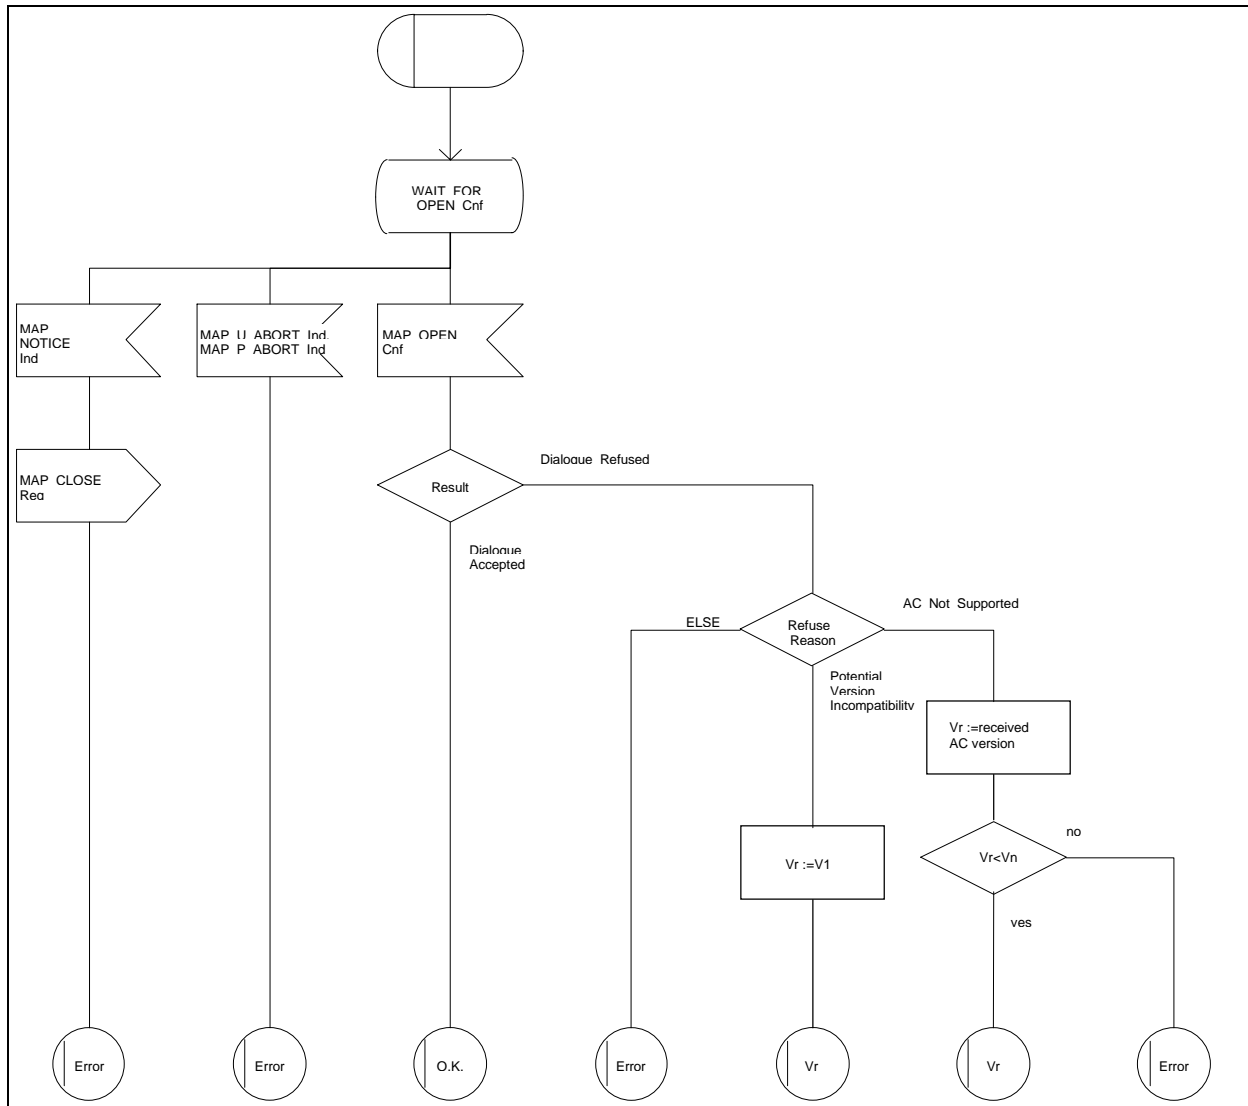 WAIT FOR
OPEN Cnf
MAP
NOTICE
Ind
MAP U ABORT Ind,
MAP P ABORT Ind
MAP OPEN
Cnf
MAP CLOSE
Req
Result
Dialogue Refused
Dialogue
Accepted
ELSE
Refuse
Reason
AC Not Supported
Potential
Version
Incompatibility
Vr :=received
AC version
Vr :=V1
Vr<Vn
no
yes
Error
Error
O.K.
Error
Vr
Vr
Error